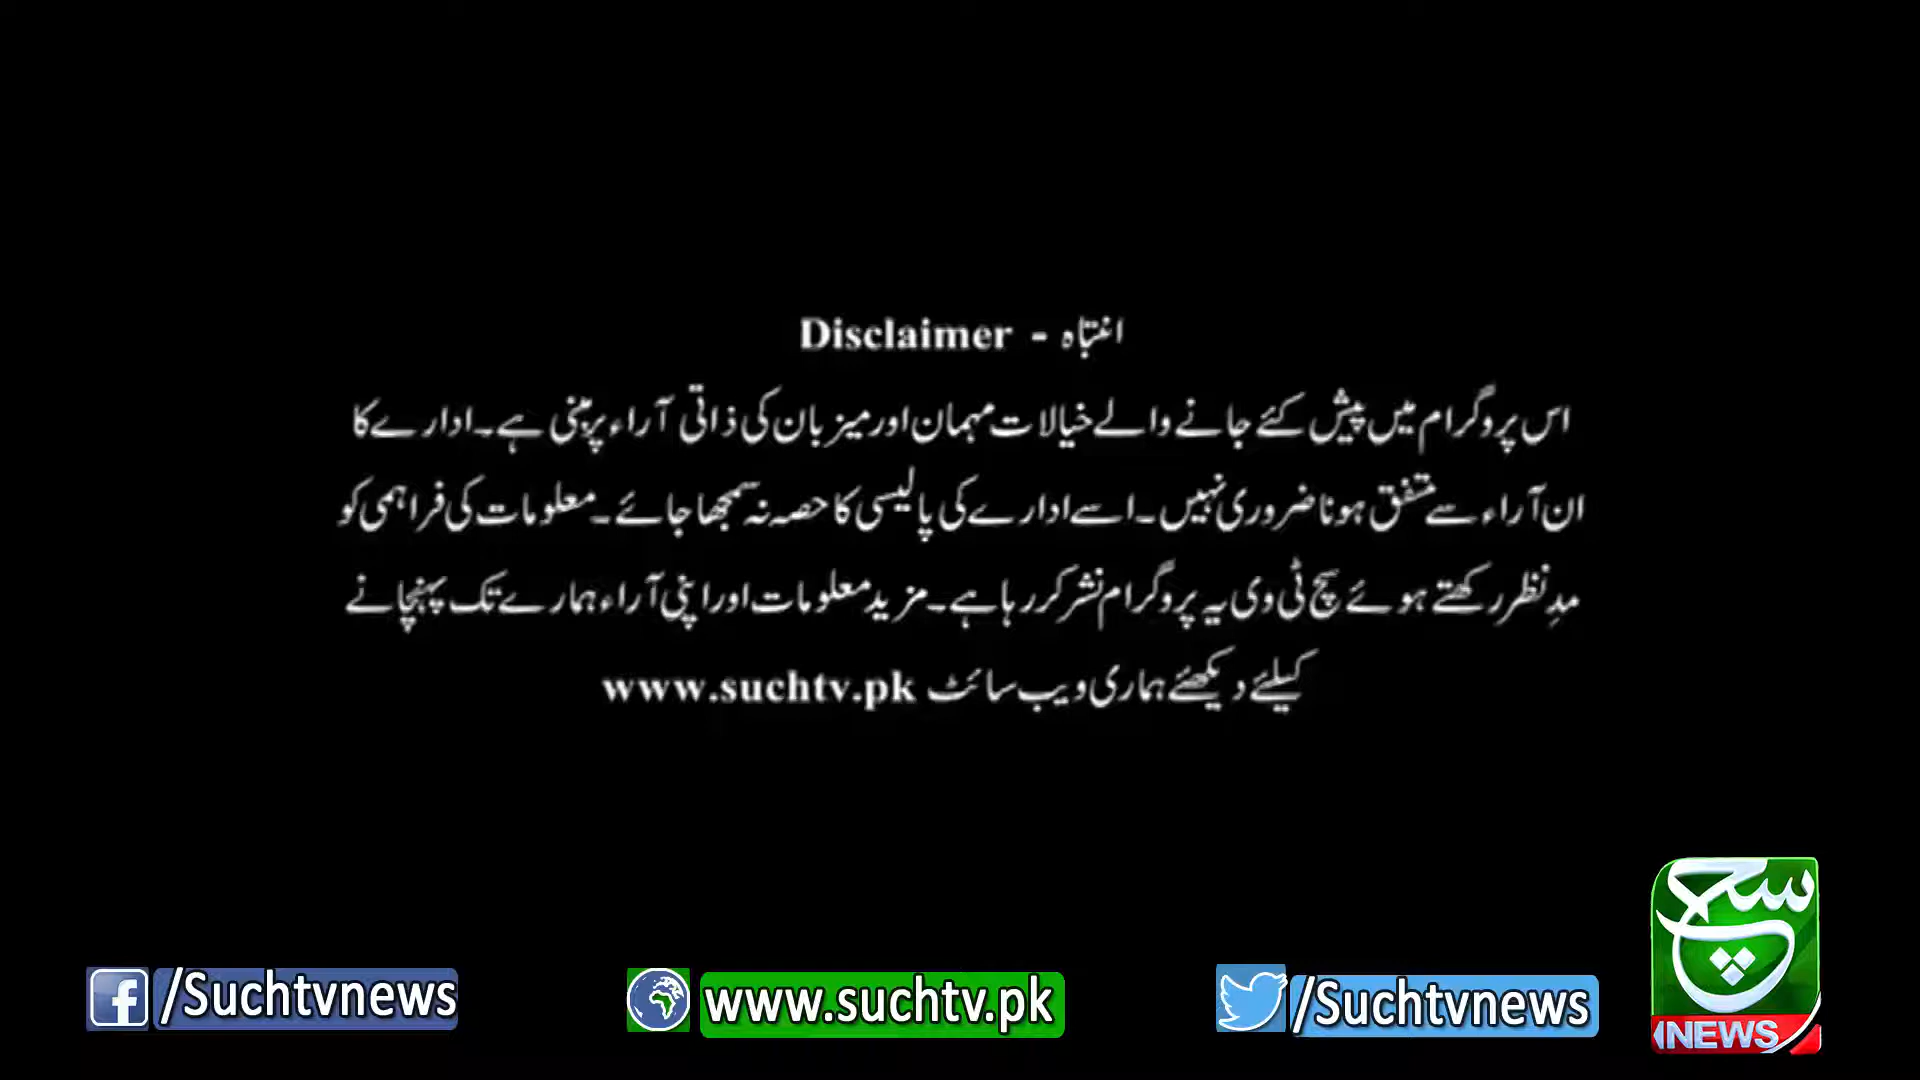 انتباہ - Disclaimer
اس پروگرام میں پیش کئے جانے والے خیالات مہمان اور میزبان کی ذاتی آراء پر مبنی ہے۔ ادارے کا
ان آراء سے متفق ہونا ضروری نہیں۔ اسے ادارے کی پالیسی کا حصہ نہ سمجھا جائے۔ معلومات کی فراہمی کو
مدِنظر رکھتے ہوئے سچ ٹی وی یہ پروگرام نشر کر رہا ہے۔ مزید معلومات اور اپنی آراء ہمارے تک پہنچانے
کیلئے دیکھئے ہماری ویب سائٹ www.suchtv.pk
/Suchtvnews
www.suchtv.pk
/Suchtvnews
سچ
NEWS